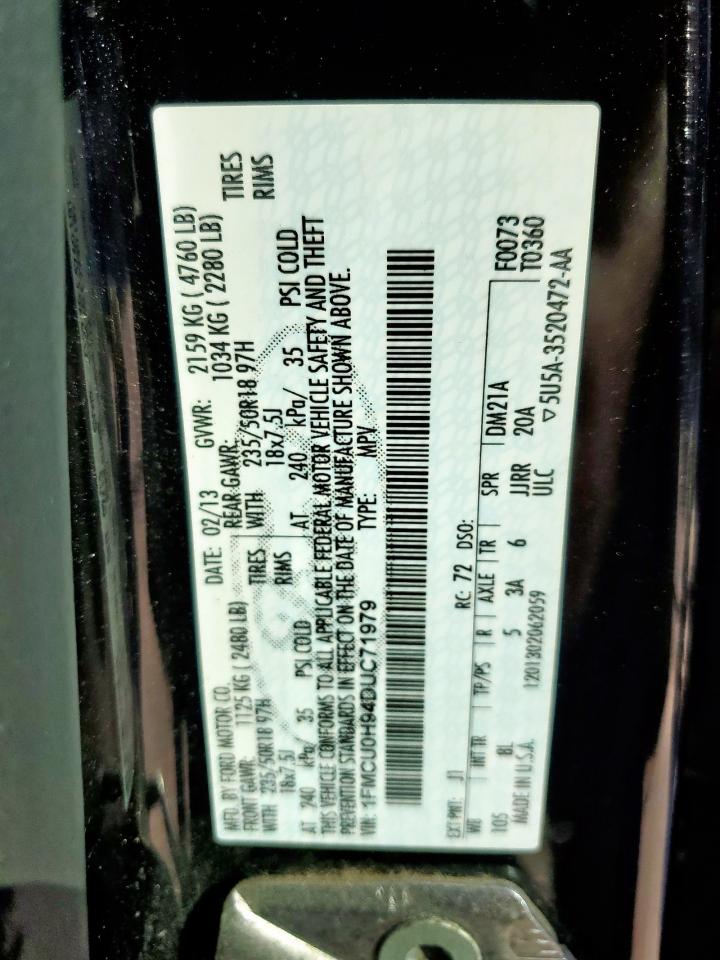 MFD. BY FORD MOTOR CO.
DATE: 02/13 GVWR: 2159 KG ( 4760 LB)
FRONT GAWR: 1125 KG ( 2480 LB) REAR GAWR: 1034 KG ( 2280 LB)
WITH 235/50R18 97H TIRES WITH 235/50R18 97H TIRES
18x7.5J RIMS 18x7.5J RIMS
AT 240 kPa/ 35 PSI COLD AT 240 kPa/ 35 PSI COLD
THIS VEHICLE CONFORMS TO ALL APPLICABLE FEDERAL MOTOR VEHICLE SAFETY AND THEFT
PREVENTION STANDARDS IN EFFECT ON THE DATE OF MANUFACTURE SHOWN ABOVE.
VIN: 1FMCU0H94DUC71979 TYPE: MPV
EXT PNT: J1 RC: 72 DSO: F0073
WB INT TR TP/PS R AXLE TR SPR DM21A T0360
105 8L 5 3A 6 JJRR 20A
MADE IN U.S.A. 1201302062059 ULC ▽5U5A-3520472-AA